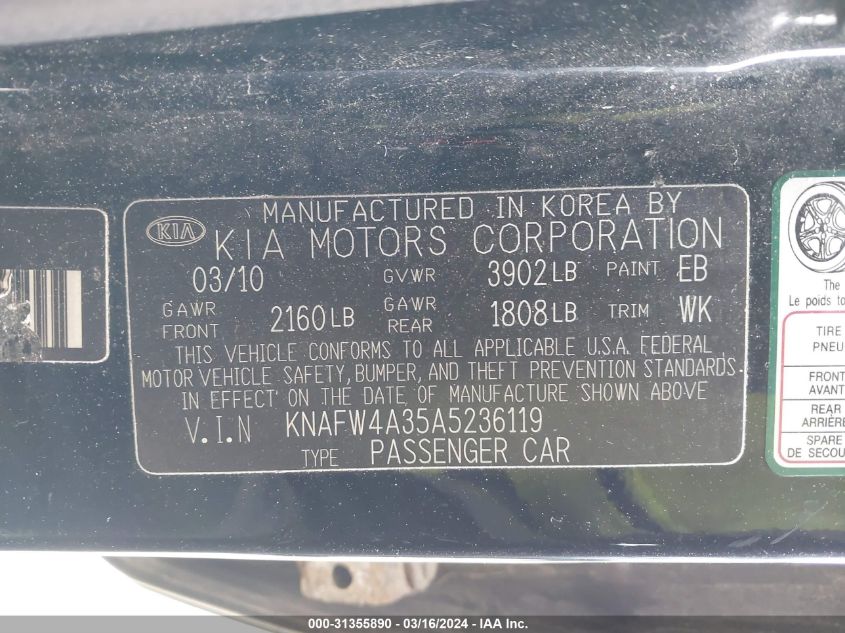 MANUFACTURED IN KOREA BY
KIA KIA MOTORS CORPORATION
03/10 GVWR 3902LB PAINT EB
GAWR FRONT 2160LB GAWR REAR 1808LB TRIM WK
THIS VEHICLE CONFORMS TO ALL APPLICABLE U.S.A. FEDERAL
MOTOR VEHICLE SAFETY, BUMPER, AND THEFT PREVENTION STANDARDS
IN EFFECT ON THE DATE OF MANUFACTURE SHOWN ABOVE
V.I.N KNAFW4A35A5236119
TYPE PASSENGER CAR
The
Le poids to
TIRE
PNEU
FRONT
AVANT
REAR
ARRIÈRE
SPARE
DE SECOU
000-31355890 - 03/16/2024 - IAA Inc.